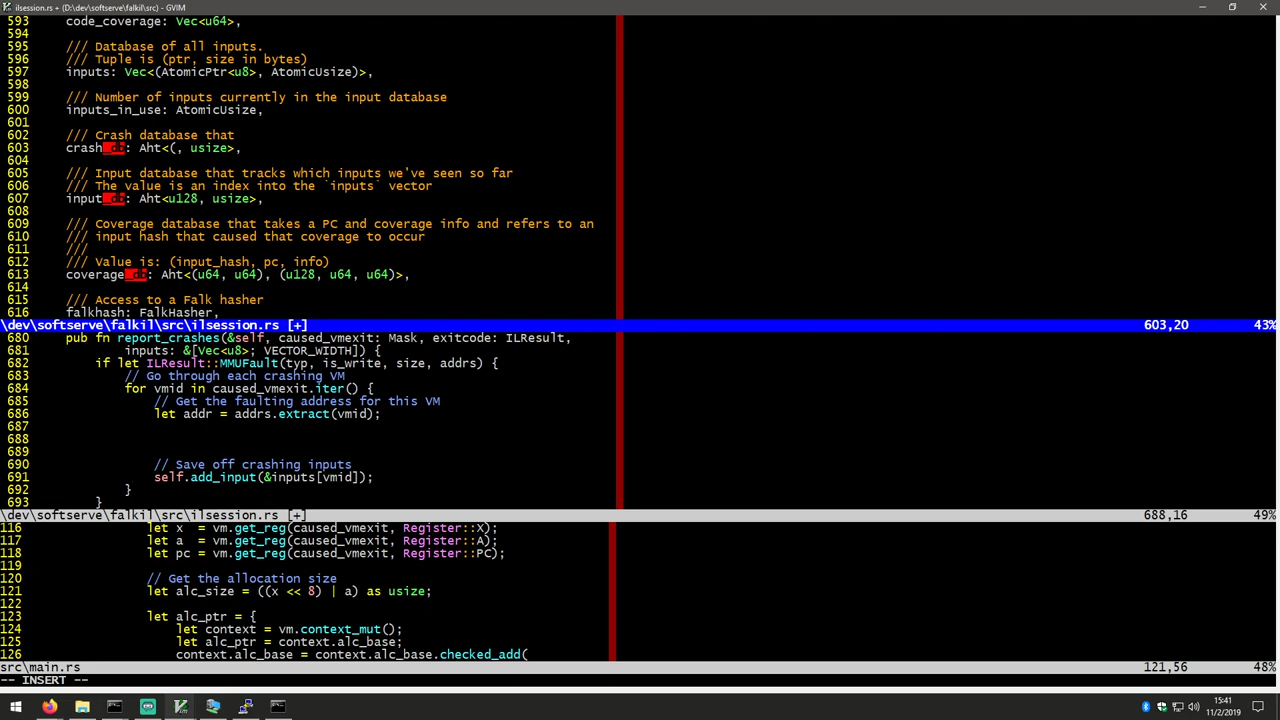 ilsession.rs + (D:\dev\softserve\falkil\src) - GVIM
593     code_coverage: Vec<u64>,
594
595     /// Database of all inputs.
596     /// Tuple is (ptr, size in bytes)
597     inputs: Vec<(AtomicPtr<u8>, AtomicUsize)>,
598
599     /// Number of inputs currently in the input database
600     inputs_in_use: AtomicUsize,
601
602     /// Crash database that
603     crash_db: Aht<(, usize>,
604
605     /// Input database that tracks which inputs we've seen so far
606     /// The value is an index into the `inputs` vector
607     input_db: Aht<u128, usize>,
608
609     /// Coverage database that takes a PC and coverage info and refers to an
610     /// input hash that caused that coverage to occur
611     ///
612     /// Value is: (input_hash, pc, info)
613     coverage_db: Aht<(u64, u64), (u128, u64, u64)>,
614
615     /// Access to a Falk hasher
616     falkhash: FalkHasher,
\dev\softserve\falkil\src\ilsession.rs [+] 603,20 43%
680     pub fn report_crashes(&self, caused_vmexit: Mask, exitcode: ILResult,
681             inputs: &[Vec<u8>; VECTOR_WIDTH]) {
682         if let ILResult::MMUFault(typ, is_write, size, addrs) {
683             // Go through each crashing VM
684             for vmid in caused_vmexit.iter() {
685                 // Get the faulting address for this VM
686                 let addr = addrs.extract(vmid);
687
688
689
690                 // Save off crashing inputs
691                 self.add_input(&inputs[vmid]);
692             }
693         }
\dev\softserve\falkil\src\ilsession.rs [+] 688,16 49%
116                let x  = vm.get_reg(caused_vmexit, Register::X);
117                let a  = vm.get_reg(caused_vmexit, Register::A);
118                let pc = vm.get_reg(caused_vmexit, Register::PC);
119
120                // Get the allocation size
121                let alc_size = ((x << 8) | a) as usize;
122
123                let alc_ptr = {
124                    let context = vm.context_mut();
125                    let alc_ptr = context.alc_base;
126                    context.alc_base = context.alc_base.checked_add(
src\main.rs 121,56 48%
-- INSERT --
15:41
11/2/2019